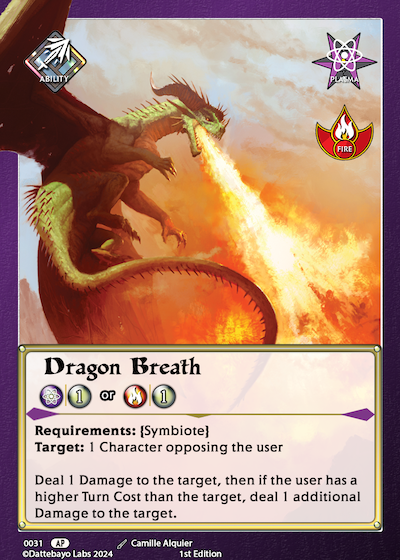 ABILITY
PLASMA
FIRE
Dragon Breath
1 or 1
Requirements: {Symbiote}
Target: 1 Character opposing the user
Deal 1 Damage to the target, then if the user has a
higher Turn Cost than the target, deal 1 additional
Damage to the target.
0031 AP Camille Alquier
©Dattebayo Labs 2024 1st Edition